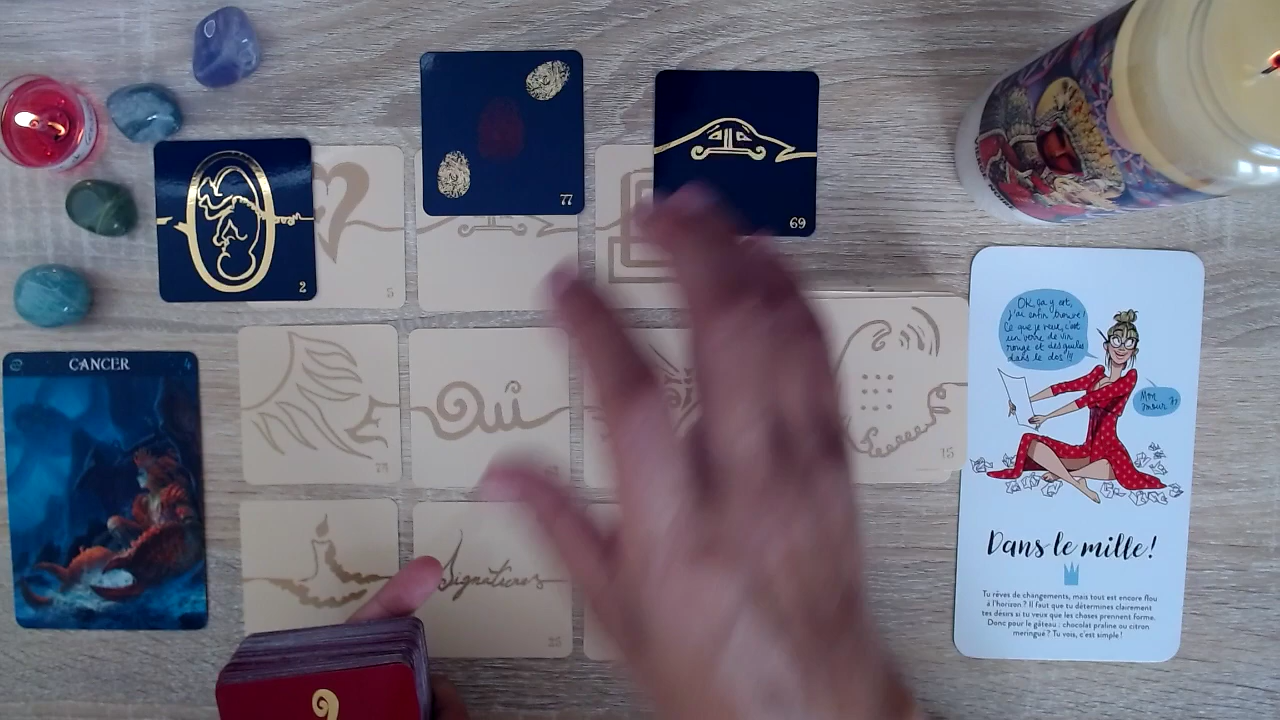 77
69
2
5
CANCER
4
OK, ça y est,
j'ai enfin trouvé!
Ce que je veux, c'est
un verre de vin
rouge et des guilis
dans le dos!!!
Mon
amour ??
Oui
15
Signatures
25
Dans le mille!
Tu rêves de changements, mais tout est encore flou
à l'horizon ? Il faut que tu détermines clairement
tes désirs si tu veux que les choses prennent forme.
Donc pour le gâteau : chocolat praliné ou citron
meringué ? Tu vois, c'est simple !